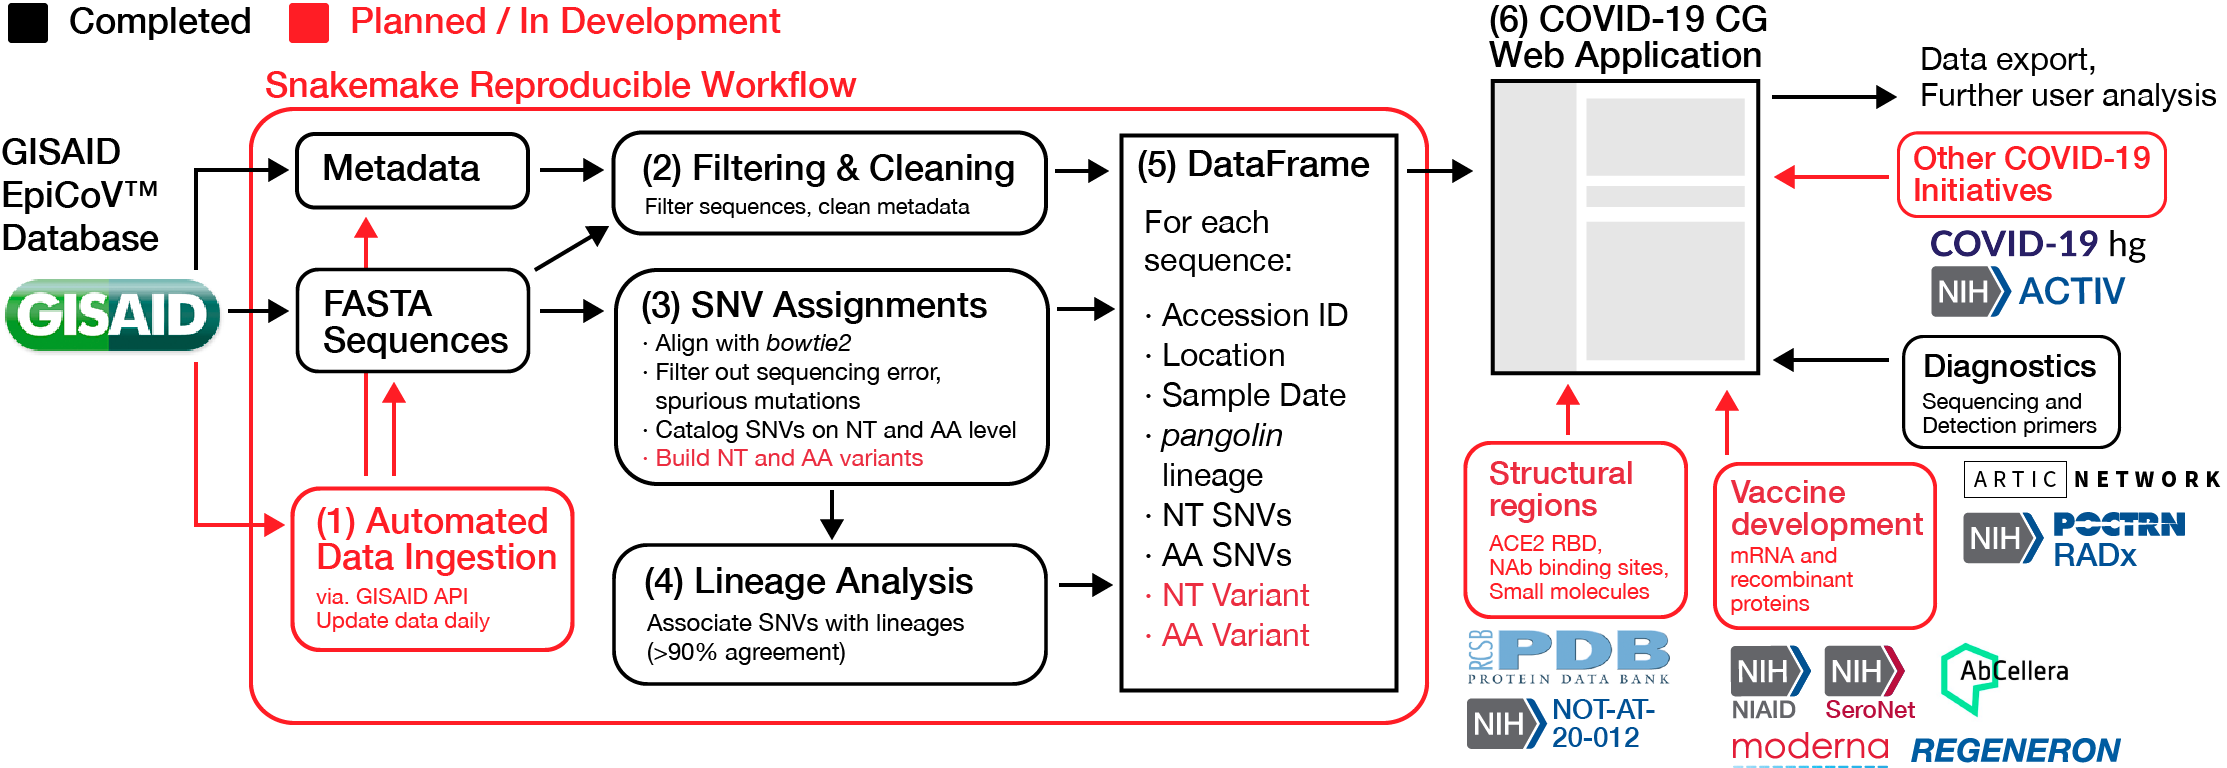 Completed
Planned / In Development
Snakemake Reproducible Workflow
GISAID
EpiCoV™
Database
GISAID
Metadata
FASTA
Sequences
(1) Automated
Data Ingestion
via. GISAID API
Update data daily
(2) Filtering & Cleaning
Filter sequences, clean metadata
(3) SNV Assignments
· Align with bowtie2
· Filter out sequencing error,
spurious mutations
· Catalog SNVs on NT and AA level
· Build NT and AA variants
(4) Lineage Analysis
Associate SNVs with lineages
(>90% agreement)
(5) DataFrame
For each
sequence:
· Accession ID
· Location
· Sample Date
· pangolin
lineage
· NT SNVs
· AA SNVs
· NT Variant
· AA Variant
(6) COVID-19 CG
Web Application
Data export,
Further user analysis
Other COVID-19
Initiatives
COVID-19 hg
NIH ACTIV
Diagnostics
Sequencing and
Detection primers
ARTIC NETWORK
NIH POCTRN
RADx
Structural
regions
ACE2 RBD,
NAb binding sites,
Small molecules
RCSB PDB
PROTEIN DATA BANK
NIH NOT-AT-
20-012
Vaccine
development
mRNA and
recombinant
proteins
NIH
NIAID
NIH
SeroNet
AbCellera
moderna
REGENERON